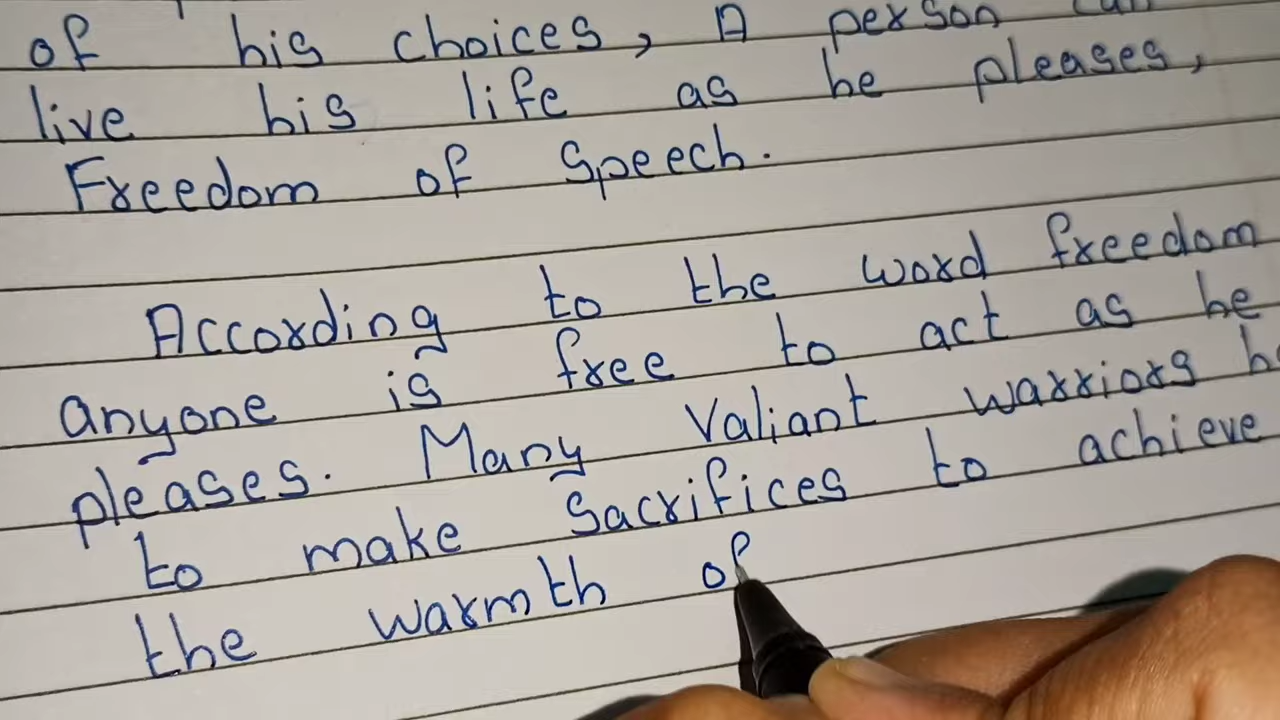 of his choices, A person can
live his life as he pleases,
Freedom of Speech.
According to the word freedom
anyone is free to act as he
pleases. Many Valiant warriors
to make Sacrifices to achieve
the warmth of